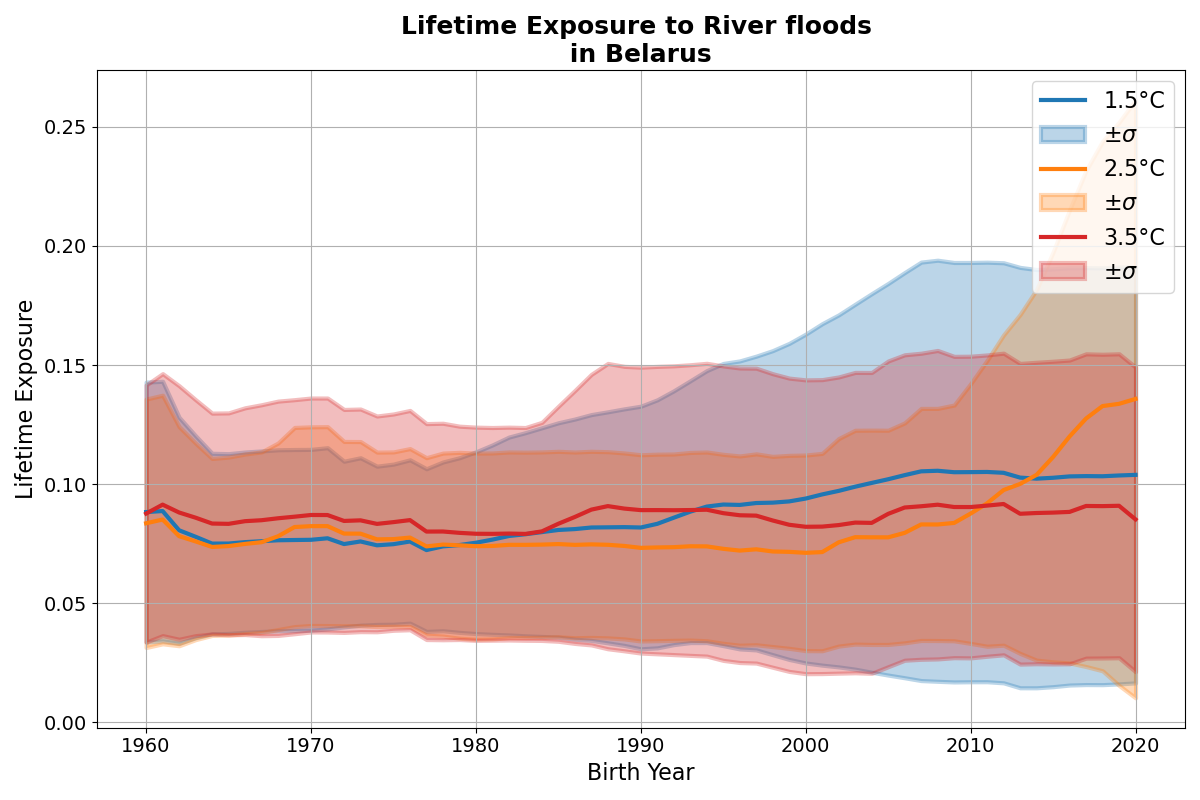 Lifetime Exposure to River floods
in Belarus
Lifetime Exposure
0.25
0.20
0.15
0.10
0.05
0.00
1960 1970 1980 1990 2000 2010 2020
Birth Year
1.5°C
±σ
2.5°C
±σ
3.5°C
±σ